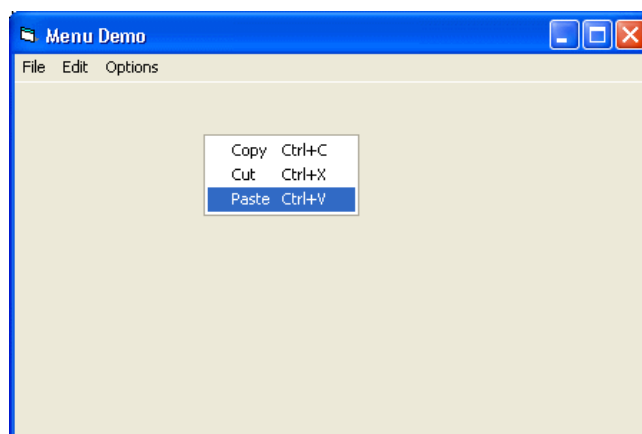 Menu Demo
File Edit Options
Copy Ctrl+C
Cut Ctrl+X
Paste Ctrl+V